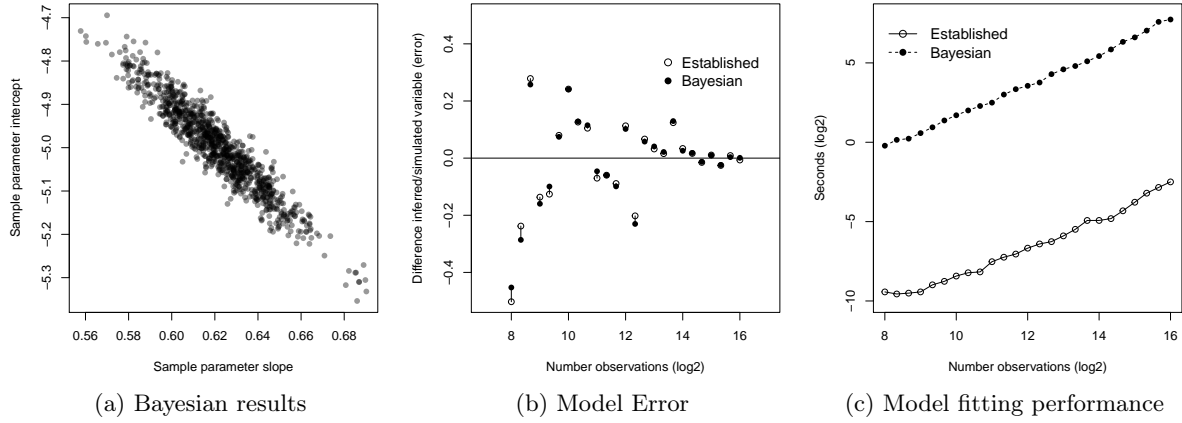 Sample parameter intercept
−4.7
−4.8
−4.9
−5.0
−5.1
−5.2
−5.3
0.56 0.58 0.60 0.62 0.64 0.66 0.68
Sample parameter slope
(a) Bayesian results
Difference inferred/simulated variable (error)
0.4
0.2
0.0
−0.2
−0.4
Established
Bayesian
8 10 12 14 16
Number observations (log2)
(b) Model Error
Seconds (log2)
5
0
−5
−10
Established
Bayesian
8 10 12 14 16
Number observations (log2)
(c) Model fitting performance